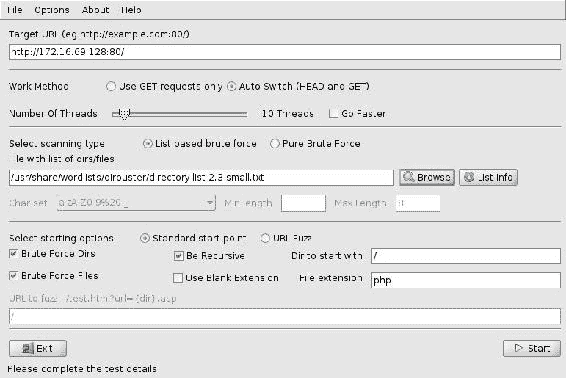 File Options About Help
Target URL (eg http://example.com:80/)
http://172.16.69.128:80/
Work Method Use GET requests only Auto Switch (HEAD and GET)
Number Of Threads 10 Threads Go Faster
Select scanning type List based brute force Pure Brute Force
File with list of dirs/files
/usr/share/wordlists/dirbuster/directory-list-2.3-small.txt Browse List Info
Char set Min length Max Length
Select starting options Standard start point URL Fuzz
Brute Force Dirs Be Recursive Dir to start with /
Brute Force Files Use Blank Extension File extension php
URL to fuzz - /test.html?url={dir}.asp
/
Exit Start
Please complete the test details